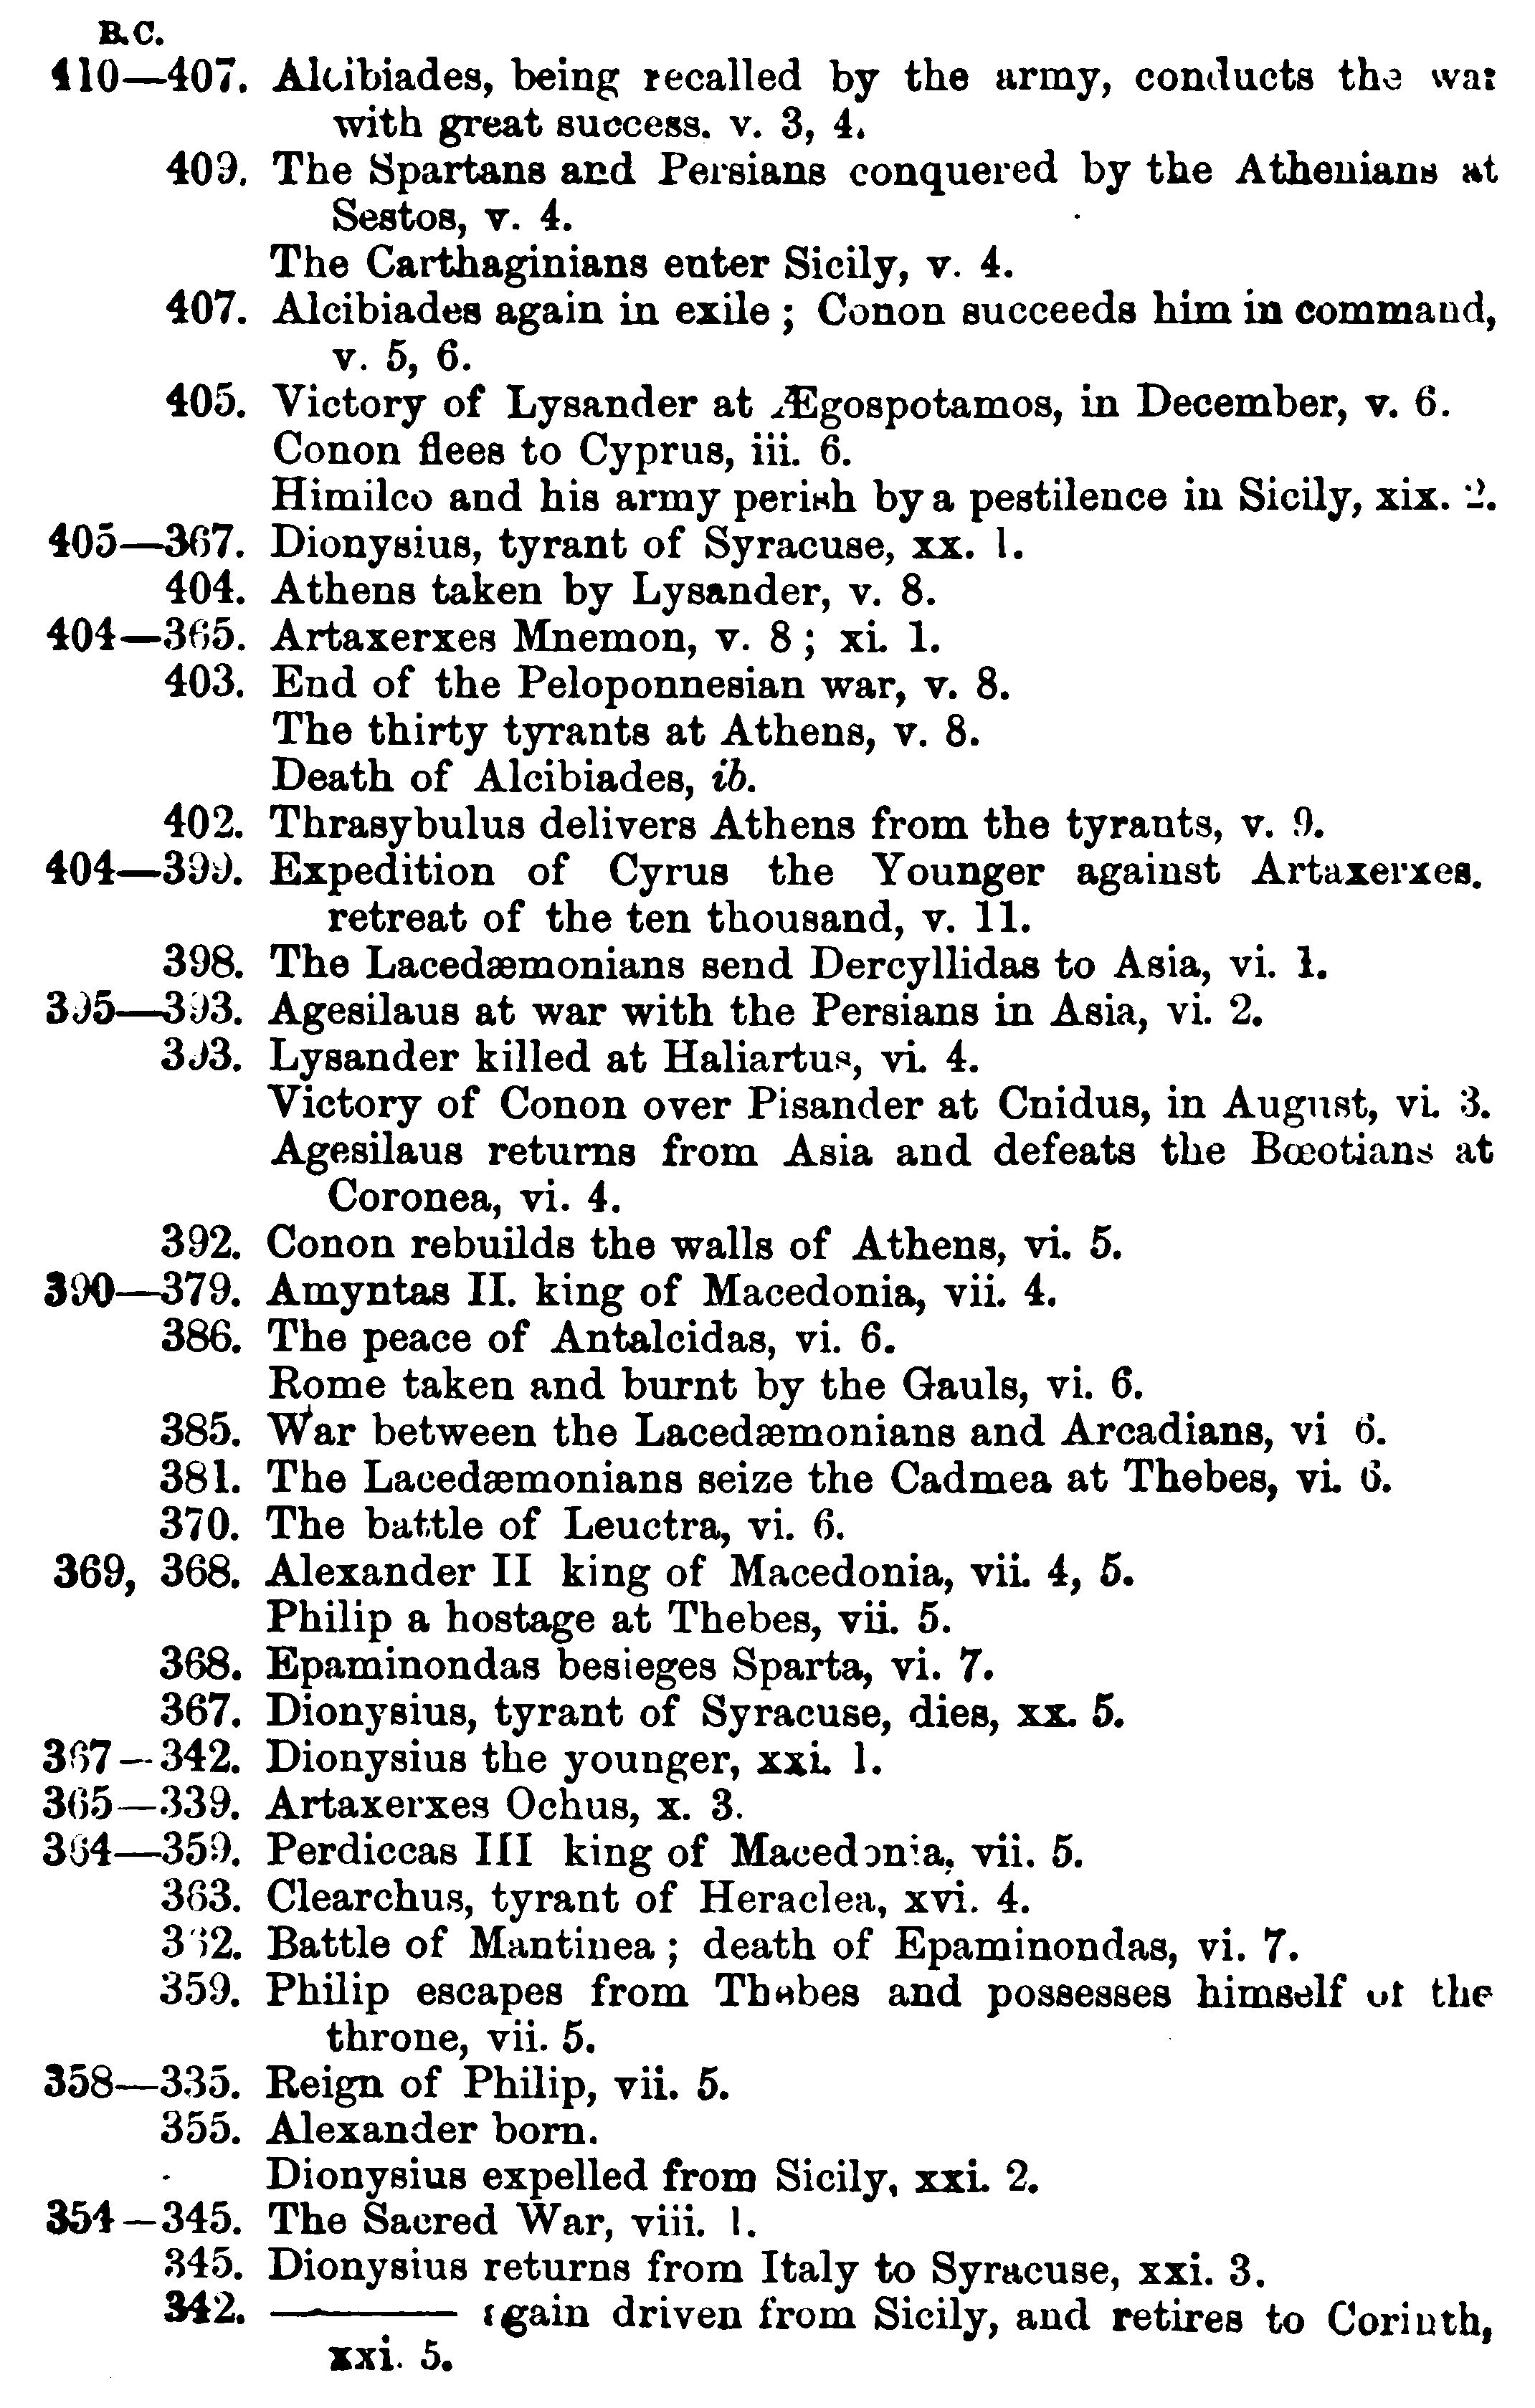 B.C.
410—407. Alcibiades, being recalled by the army, conducts the war
with great success. v. 3, 4.
409. The Spartans and Persians conquered by the Athenians at
Sestos, v. 4.
The Carthaginians enter Sicily, v. 4.
407. Alcibiades again in exile ; Conon succeeds him in command,
v. 5, 6.
405. Victory of Lysander at Ægospotamos, in December, v. 6.
Conon flees to Cyprus, iii. 6.
Himilco and his army perish by a pestilence in Sicily, xix. 2.
405—367. Dionysius, tyrant of Syracuse, xx. 1.
404. Athens taken by Lysander, v. 8.
404—365. Artaxerxes Mnemon, v. 8 ; xi. 1.
403. End of the Peloponnesian war, v. 8.
The thirty tyrants at Athens, v. 8.
Death of Alcibiades, ib.
402. Thrasybulus delivers Athens from the tyrants, v. 9.
404—399. Expedition of Cyrus the Younger against Artaxerxes.
retreat of the ten thousand, v. 11.
398. The Lacedæmonians send Dercyllidas to Asia, vi. 1.
395—393. Agesilaus at war with the Persians in Asia, vi. 2.
393. Lysander killed at Haliartus, vi. 4.
Victory of Conon over Pisander at Cnidus, in August, vi. 3.
Agesilaus returns from Asia and defeats the Bœotians at
Coronea, vi. 4.
392. Conon rebuilds the walls of Athens, vi. 5.
390—379. Amyntas II. king of Macedonia, vii. 4.
386. The peace of Antalcidas, vi. 6.
Rome taken and burnt by the Gauls, vi. 6.
385. War between the Lacedæmonians and Arcadians, vi 6.
381. The Lacedæmonians seize the Cadmea at Thebes, vi. 6.
370. The battle of Leuctra, vi. 6.
369, 368. Alexander II king of Macedonia, vii. 4, 5.
Philip a hostage at Thebes, vii. 5.
368. Epaminondas besieges Sparta, vi. 7.
367. Dionysius, tyrant of Syracuse, dies, xx. 5.
367—342. Dionysius the younger, xxi. 1.
365—339. Artaxerxes Ochus, x. 3.
364—359. Perdiccas III king of Macedonia, vii. 5.
363. Clearchus, tyrant of Heraclea, xvi. 4.
362. Battle of Mantinea ; death of Epaminondas, vi. 7.
359. Philip escapes from Thebes and possesses himself of the
throne, vii. 5.
358—335. Reign of Philip, vii. 5.
355. Alexander born.
Dionysius expelled from Sicily, xxi. 2.
354—345. The Sacred War, viii. 1.
345. Dionysius returns from Italy to Syracuse, xxi. 3.
342. ——— again driven from Sicily, and retires to Corinth,
xxi. 5.